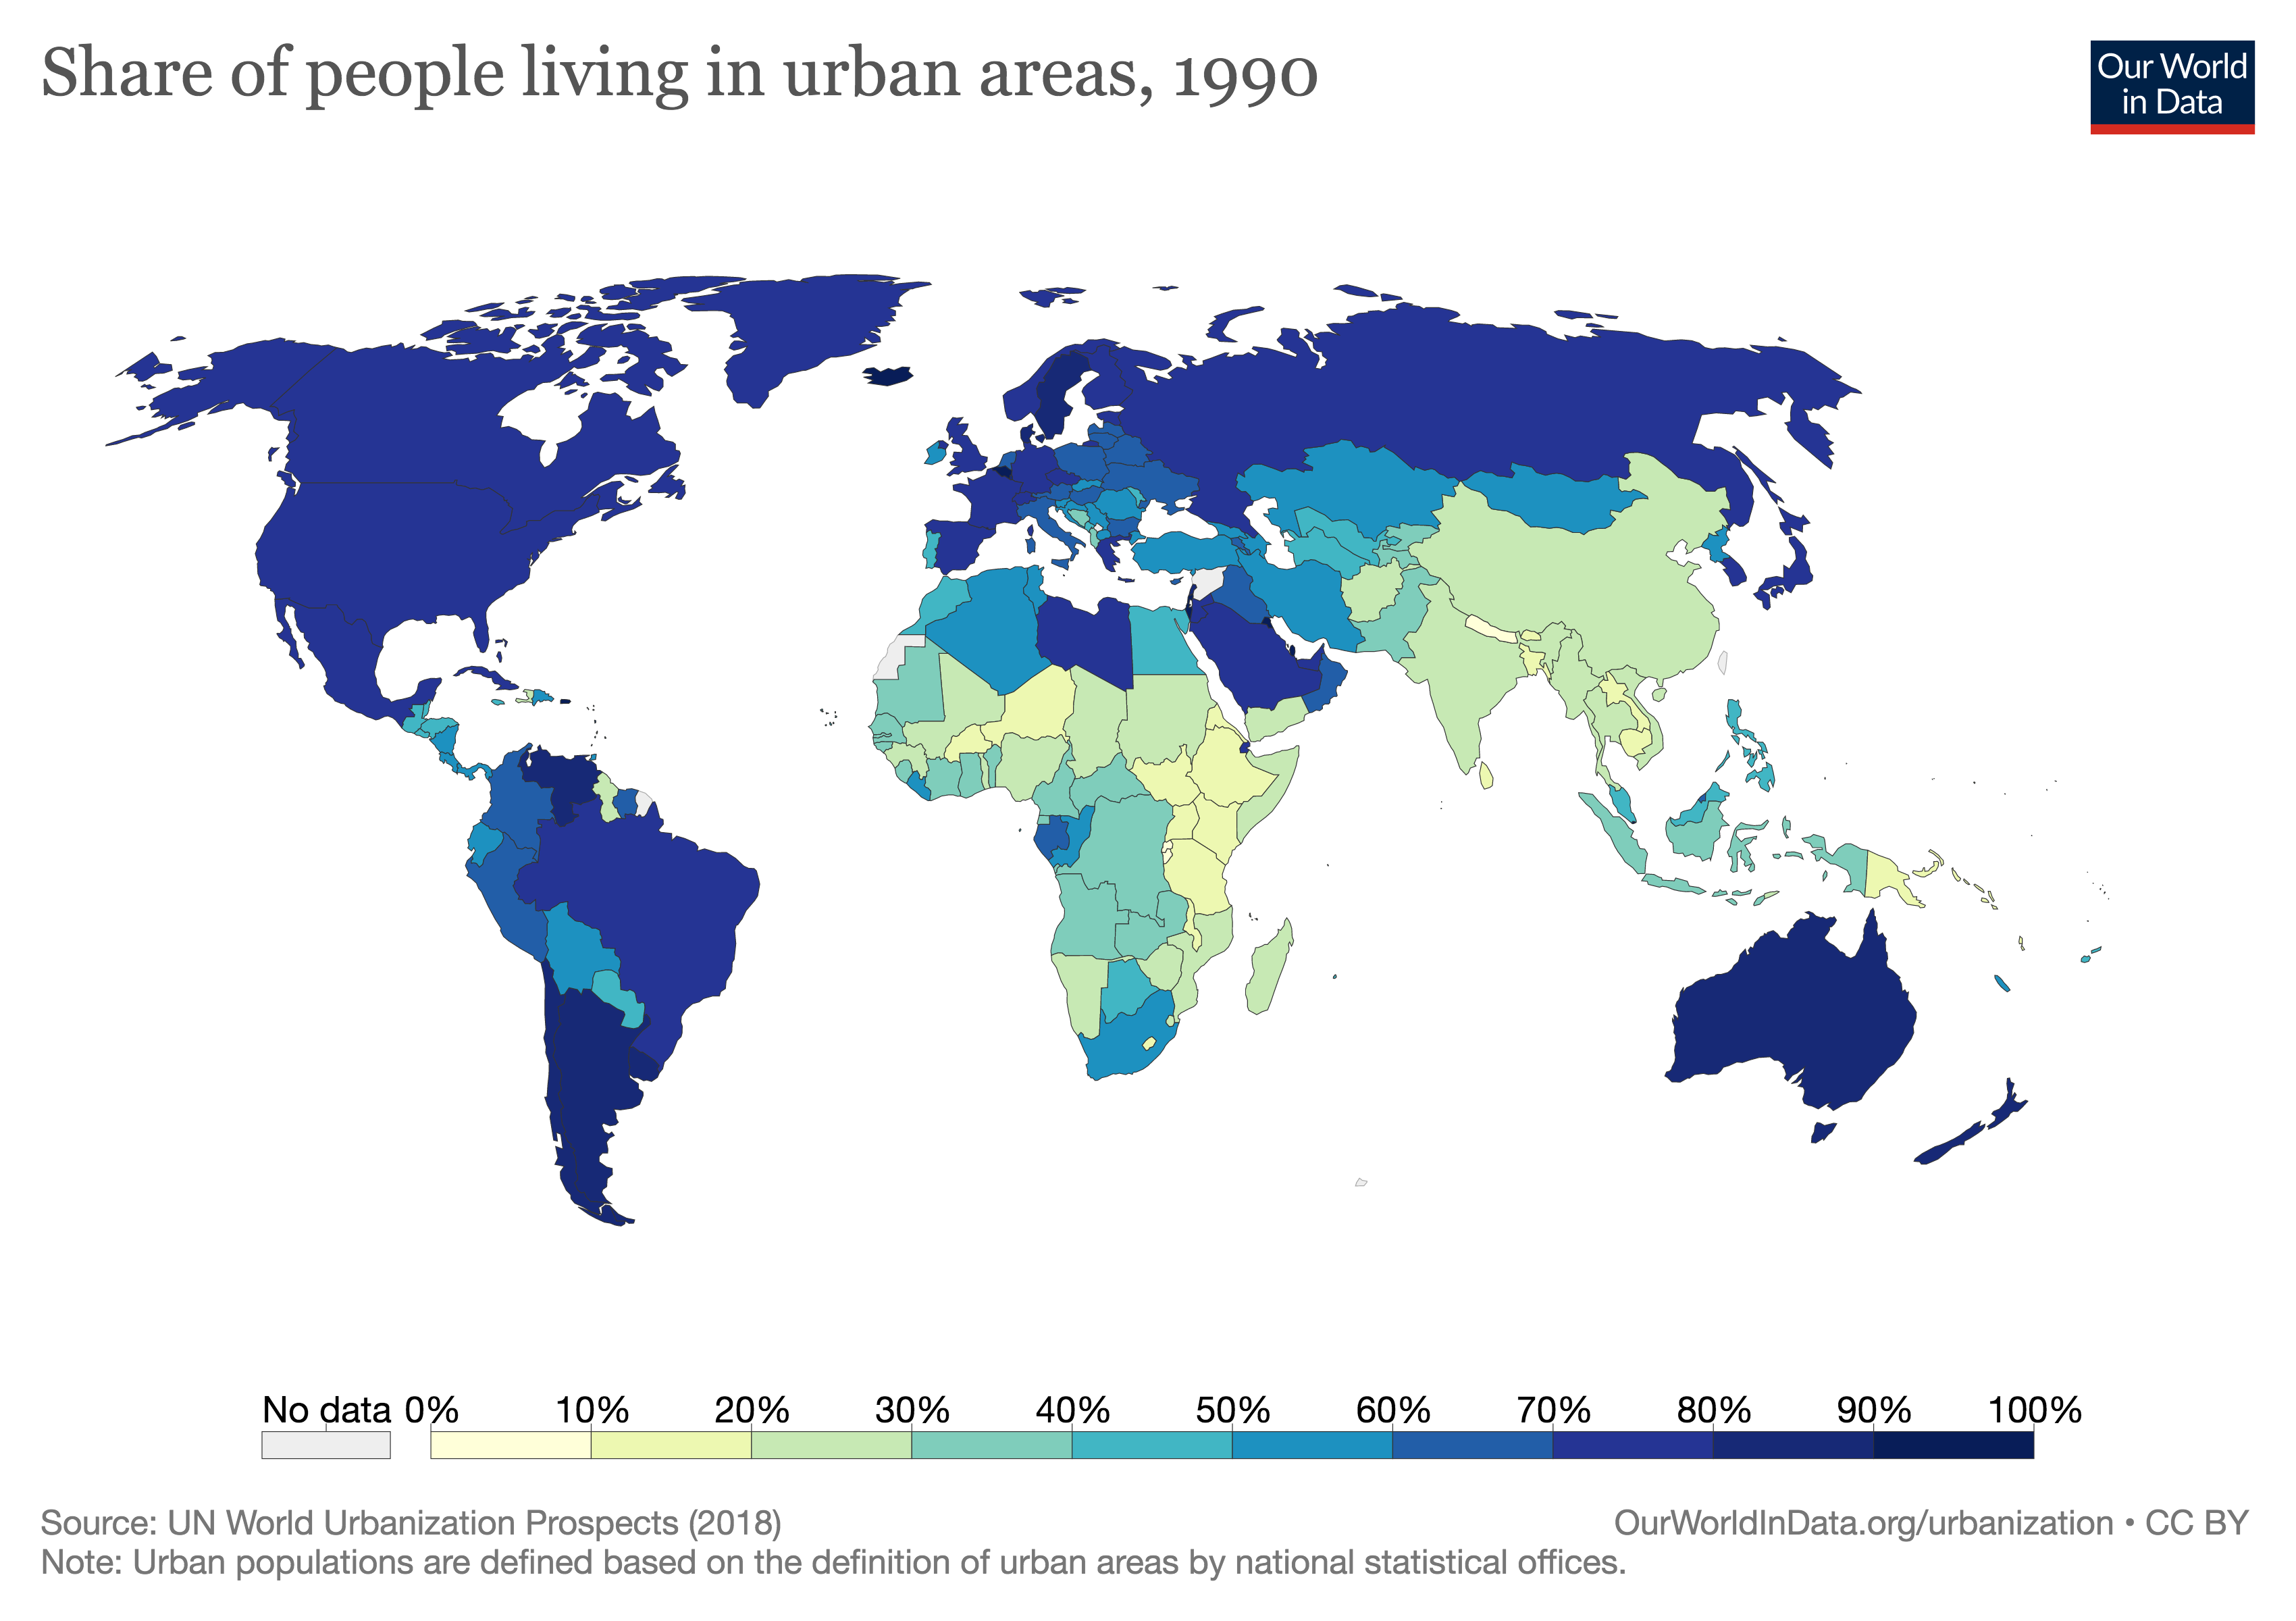 Share of people living in urban areas, 1990
Our World
in Data
No data 0% 10% 20% 30% 40% 50% 60% 70% 80% 90% 100%
Source: UN World Urbanization Prospects (2018)
OurWorldInData.org/urbanization • CC BY
Note: Urban populations are defined based on the definition of urban areas by national statistical offices.